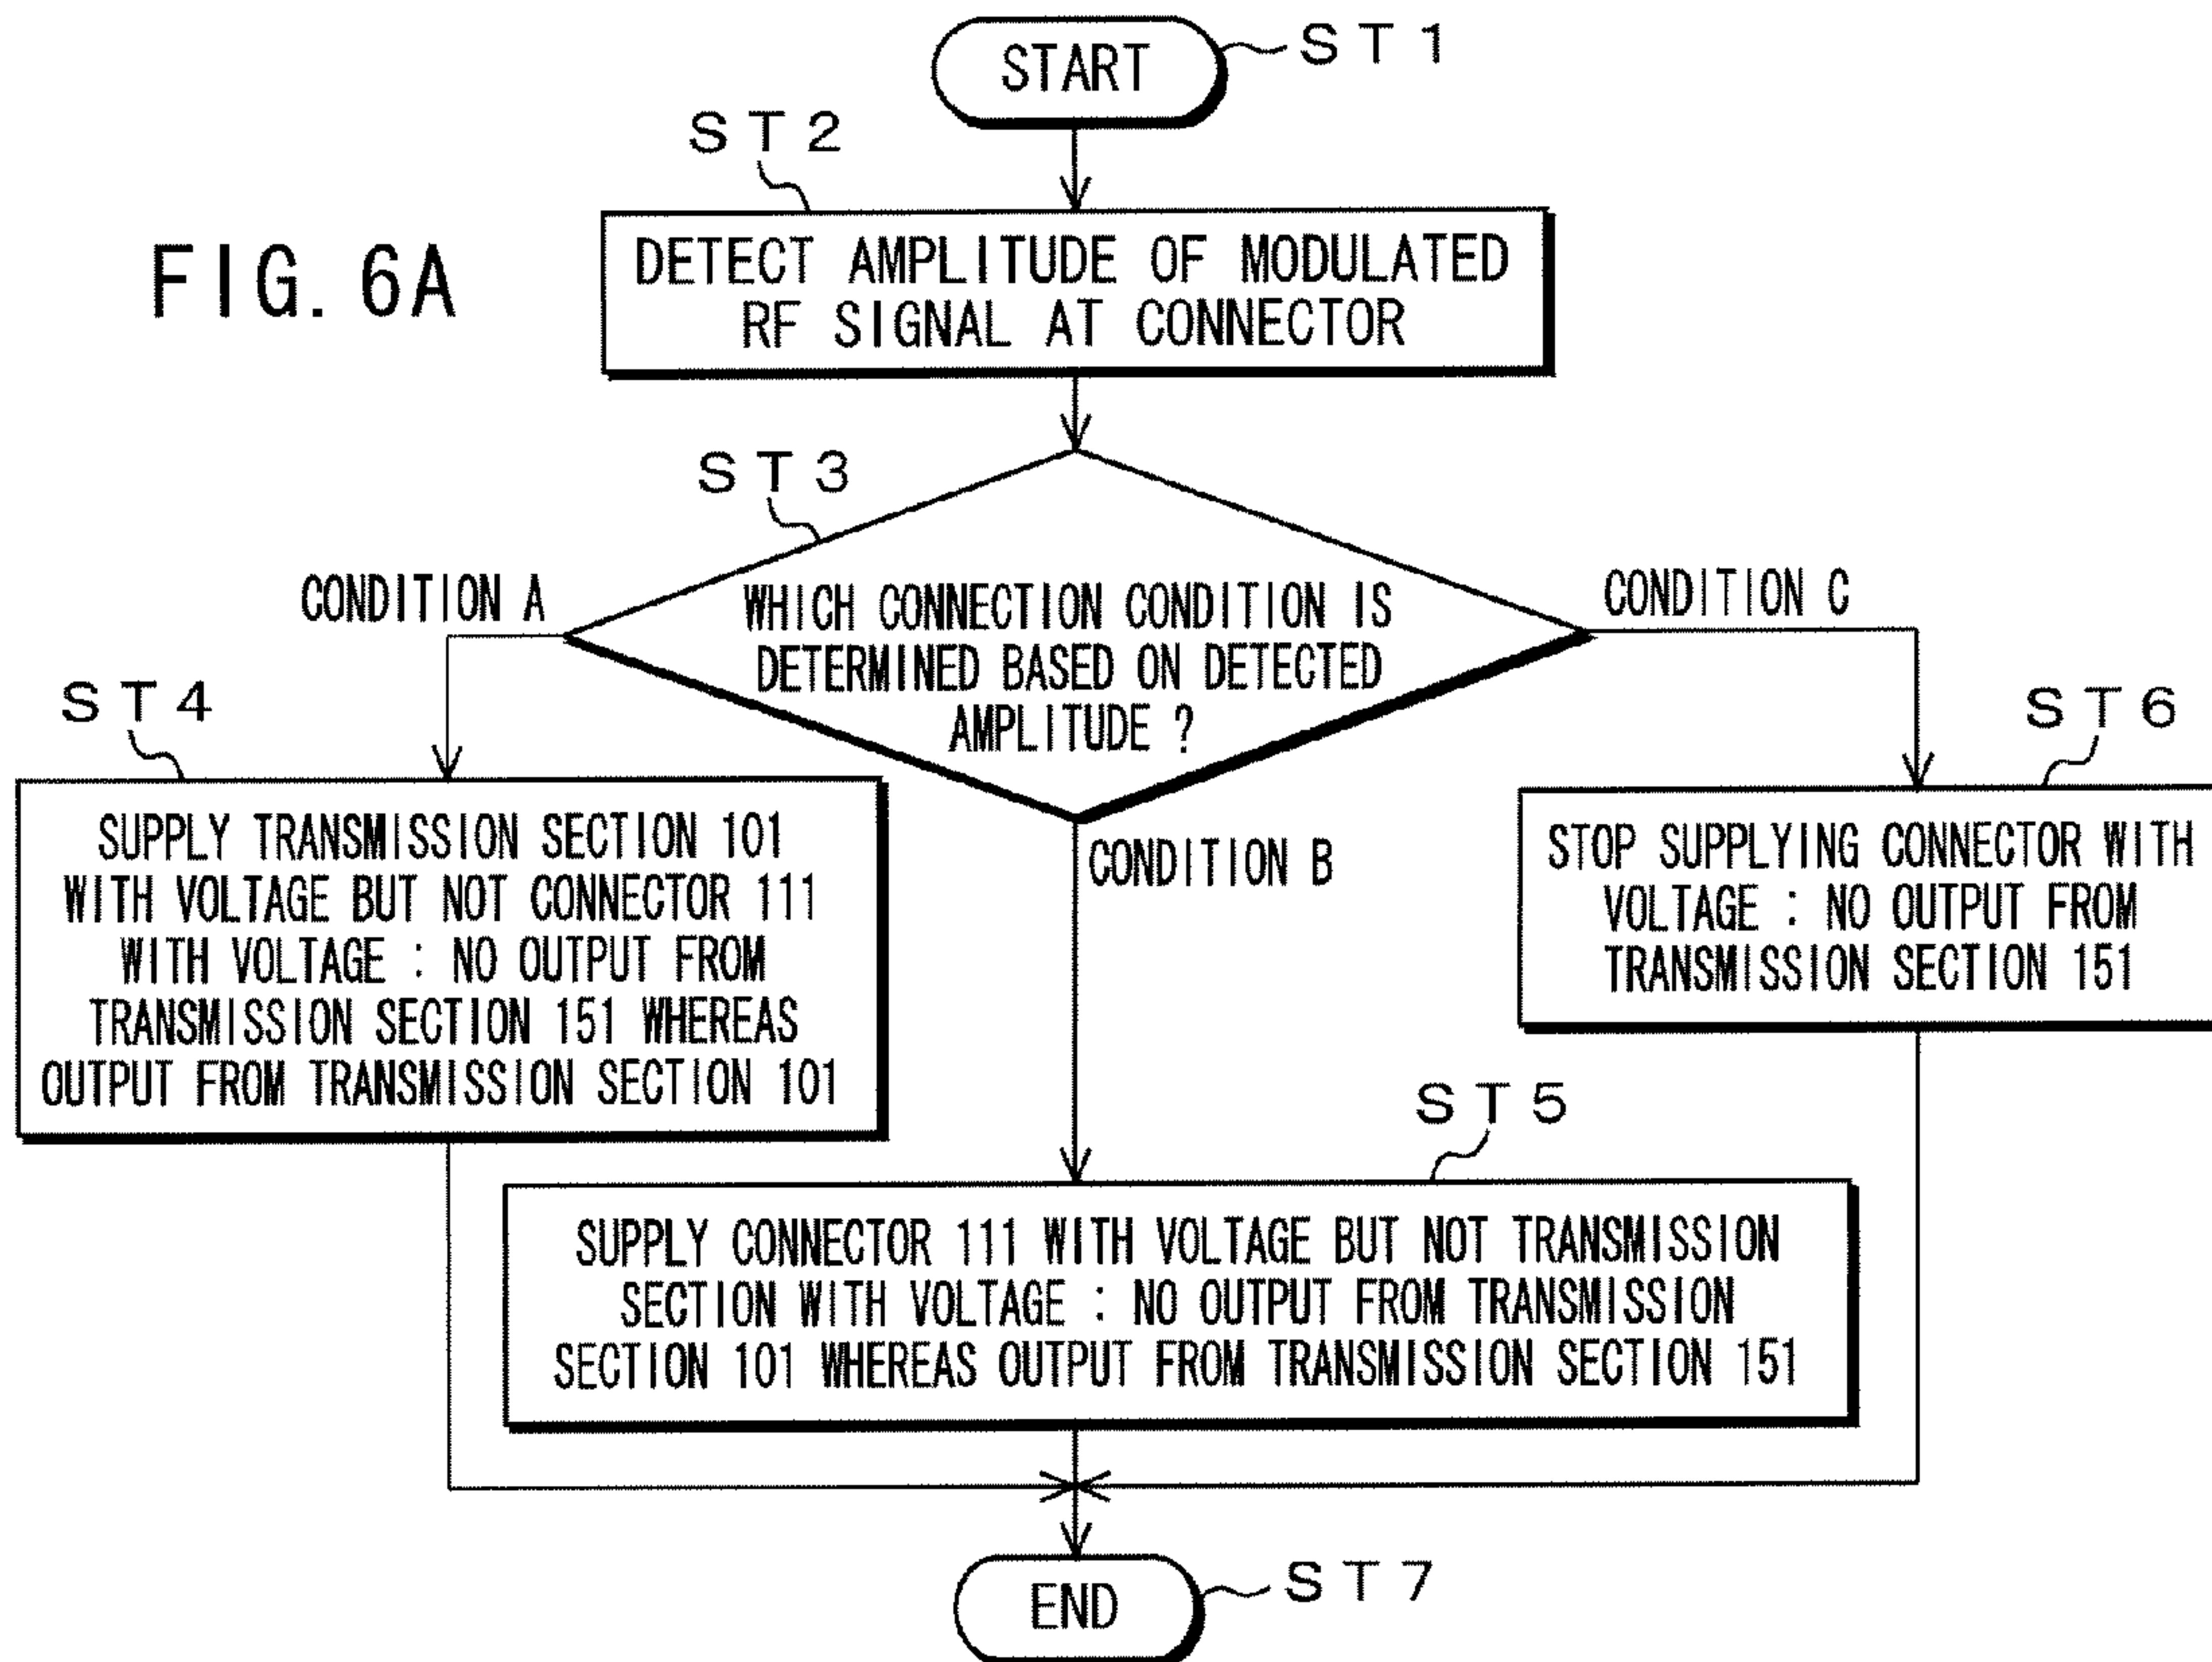 FIG. 6A
START
ST1
ST2
DETECT AMPLITUDE OF MODULATED
RF SIGNAL AT CONNECTOR
ST3
WHICH CONNECTION CONDITION IS
DETERMINED BASED ON DETECTED
AMPLITUDE ?
CONDITION A
CONDITION B
CONDITION C
ST4
SUPPLY TRANSMISSION SECTION 101
WITH VOLTAGE BUT NOT CONNECTOR 111
WITH VOLTAGE : NO OUTPUT FROM
TRANSMISSION SECTION 151 WHEREAS
OUTPUT FROM TRANSMISSION SECTION 101
ST6
STOP SUPPLYING CONNECTOR WITH
VOLTAGE : NO OUTPUT FROM
TRANSMISSION SECTION 151
ST5
SUPPLY CONNECTOR 111 WITH VOLTAGE BUT NOT TRANSMISSION
SECTION WITH VOLTAGE : NO OUTPUT FROM TRANSMISSION
SECTION 101 WHEREAS OUTPUT FROM TRANSMISSION SECTION 151
END
ST7